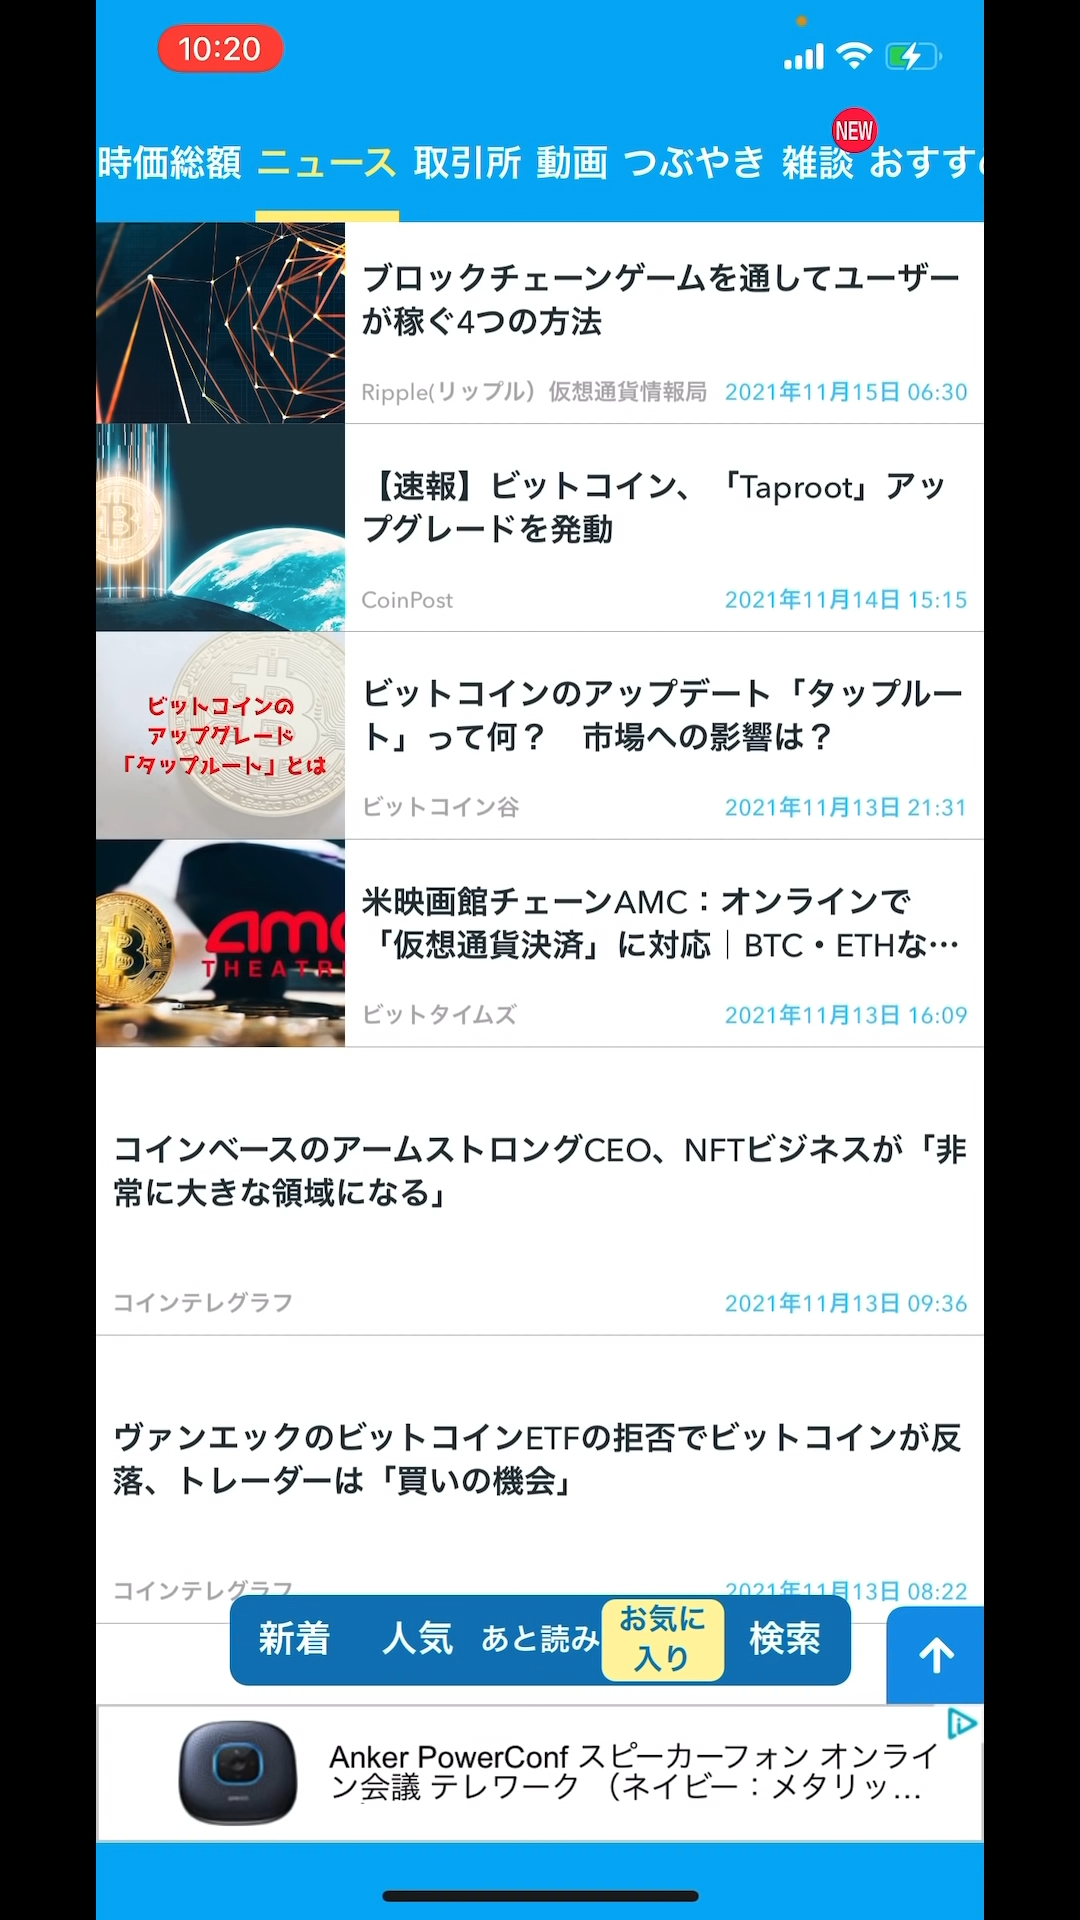 10:20
NEW
時価総額 ニュース 取引所 動画 つぶやき 雑談 おすす
ブロックチェーンゲームを通してユーザー
が稼ぐ4つの方法
Ripple(リップル）仮想通貨情報局 2021年11月15日 06:30
【速報】ビットコイン、「Taproot」アッ
プグレードを発動
CoinPost 2021年11月14日 15:15
ビットコインの
アップグレード
「タップルート」とは
ビットコインのアップデート「タップルー
ト」って何？ 市場への影響は？
ビットコイン谷 2021年11月13日 21:31
amc
THEATR
米映画館チェーンAMC：オンラインで
「仮想通貨決済」に対応｜BTC・ETHな…
ビットタイムズ 2021年11月13日 16:09
コインベースのアームストロングCEO、NFTビジネスが「非
常に大きな領域になる」
コインテレグラフ 2021年11月13日 09:36
ヴァンエックのビットコインETFの拒否でビットコインが反
落、トレーダーは「買いの機会」
コインテレグラフ 2021年11月13日 08:22
新着 人気 あと読み お気に
入り 検索
Anker PowerConf スピーカーフォン オンライ
ン会議 テレワーク （ネイビー：メタリッ...